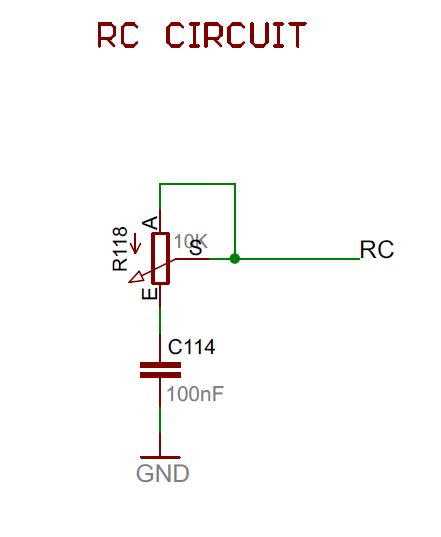 RC CIRCUIT
A
R118
10K
S
RC
E
C114
100nF
GND